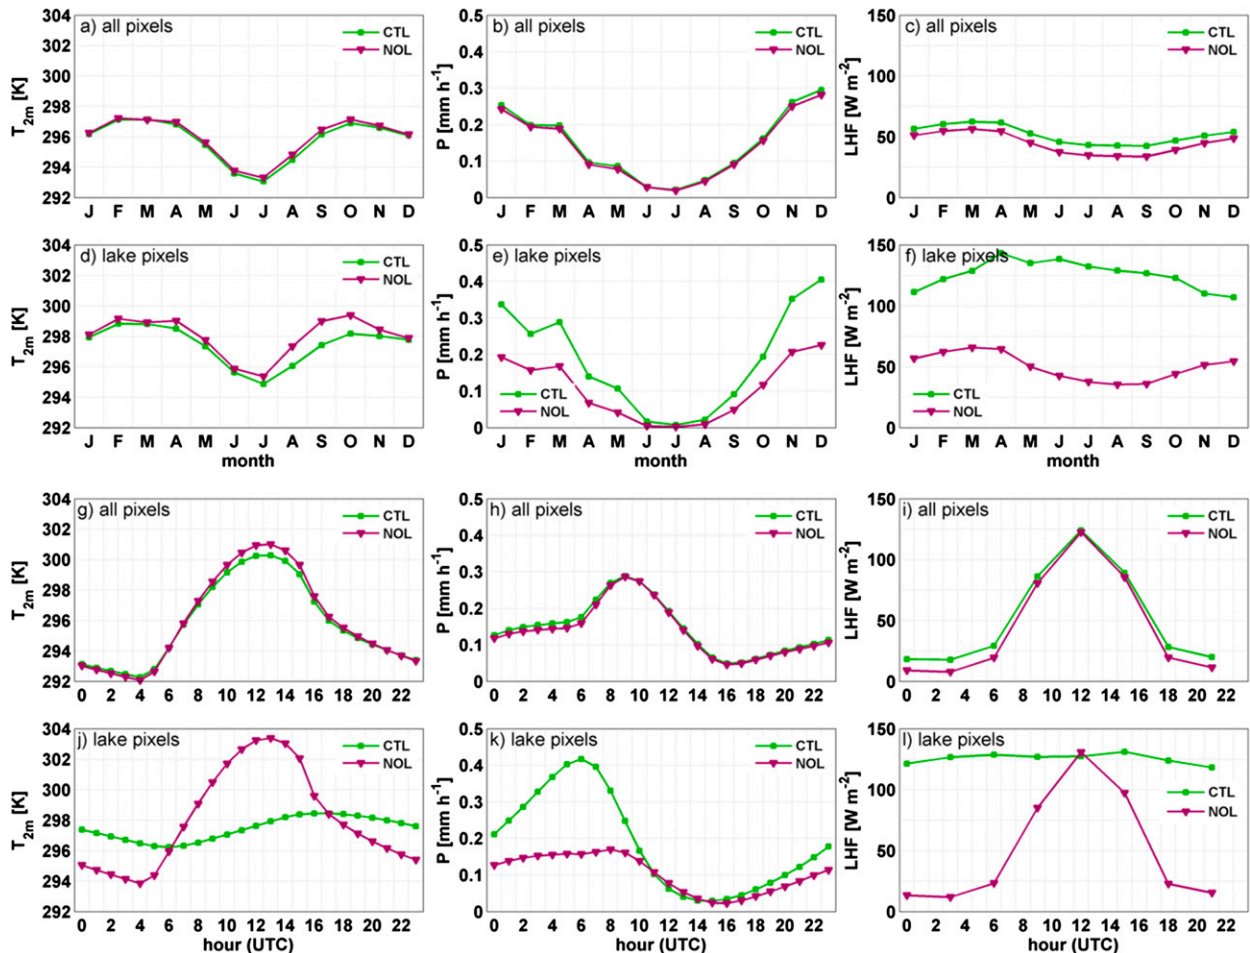 a) all pixels
CTL
NOL
T2m [K]
304
302
300
298
296
294
292
J F M A M J J A S O N D
b) all pixels
CTL
NOL
P [mm h-1]
0.5
0.4
0.3
0.2
0.1
0
J F M A M J J A S O N D
c) all pixels
CTL
NOL
LHF [W m-2]
150
100
50
0
J F M A M J J A S O N D
d) lake pixels
CTL
NOL
T2m [K]
304
302
300
298
296
294
292
J F M A M J J A S O N D
month
e) lake pixels
CTL
NOL
P [mm h-1]
0.5
0.4
0.3
0.2
0.1
0
J F M A M J J A S O N D
month
f) lake pixels
CTL
NOL
LHF [W m-2]
150
100
50
0
J F M A M J J A S O N D
month
g) all pixels
CTL
NOL
T2m [K]
304
302
300
298
296
294
292
0 2 4 6 8 10 12 14 16 18 20 22
h) all pixels
CTL
NOL
P [mm h-1]
0.5
0.4
0.3
0.2
0.1
0
0 2 4 6 8 10 12 14 16 18 20 22
i) all pixels
CTL
NOL
LHF [W m-2]
150
100
50
0
0 2 4 6 8 10 12 14 16 18 20 22
j) lake pixels
CTL
NOL
T2m [K]
304
302
300
298
296
294
292
0 2 4 6 8 10 12 14 16 18 20 22
hour (UTC)
k) lake pixels
CTL
NOL
P [mm h-1]
0.5
0.4
0.3
0.2
0.1
0
0 2 4 6 8 10 12 14 16 18 20 22
hour (UTC)
l) lake pixels
CTL
NOL
LHF [W m-2]
150
100
50
0
0 2 4 6 8 10 12 14 16 18 20 22
hour (UTC)